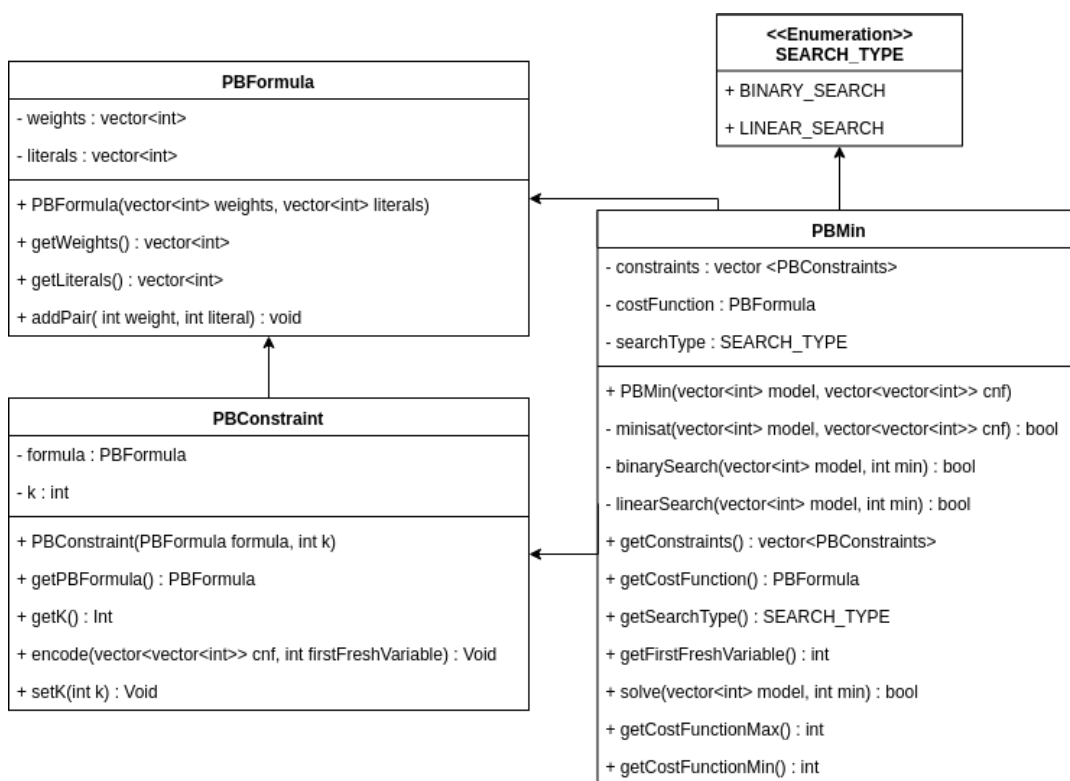 <<Enumeration>>
SEARCH_TYPE
+ BINARY_SEARCH
+ LINEAR_SEARCH
PBFormula
- weights : vector<int>
- literals : vector<int>
+ PBFormula(vector<int> weights, vector<int> literals)
+ getWeights() : vector<int>
+ getLiterals() : vector<int>
+ addPair( int weight, int literal) : void
PBConstraint
- formula : PBFormula
- k : int
+ PBConstraint(PBFormula formula, int k)
+ getPBFormula() : PBFormula
+ getK() : Int
+ encode(vector<vector<int>> cnf, int firstFreshVariable) : Void
+ setK(int k) : Void
PBMin
- constraints : vector <PBConstraints>
- costFunction : PBFormula
- searchType : SEARCH_TYPE
+ PBMin(vector<int> model, vector<vector<int>> cnf)
- minisat(vector<int> model, vector<vector<int>> cnf) : bool
- binarySearch(vector<int> model, int min) : bool
- linearSearch(vector<int> model, int min) : bool
+ getConstraints() : vector<PBConstraints>
+ getCostFunction() : PBFormula
+ getSearchType() : SEARCH_TYPE
+ getFirstFreshVariable() : int
+ solve(vector<int> model, int min) : bool
+ getCostFunctionMax() : int
+ getCostFunctionMin() : int